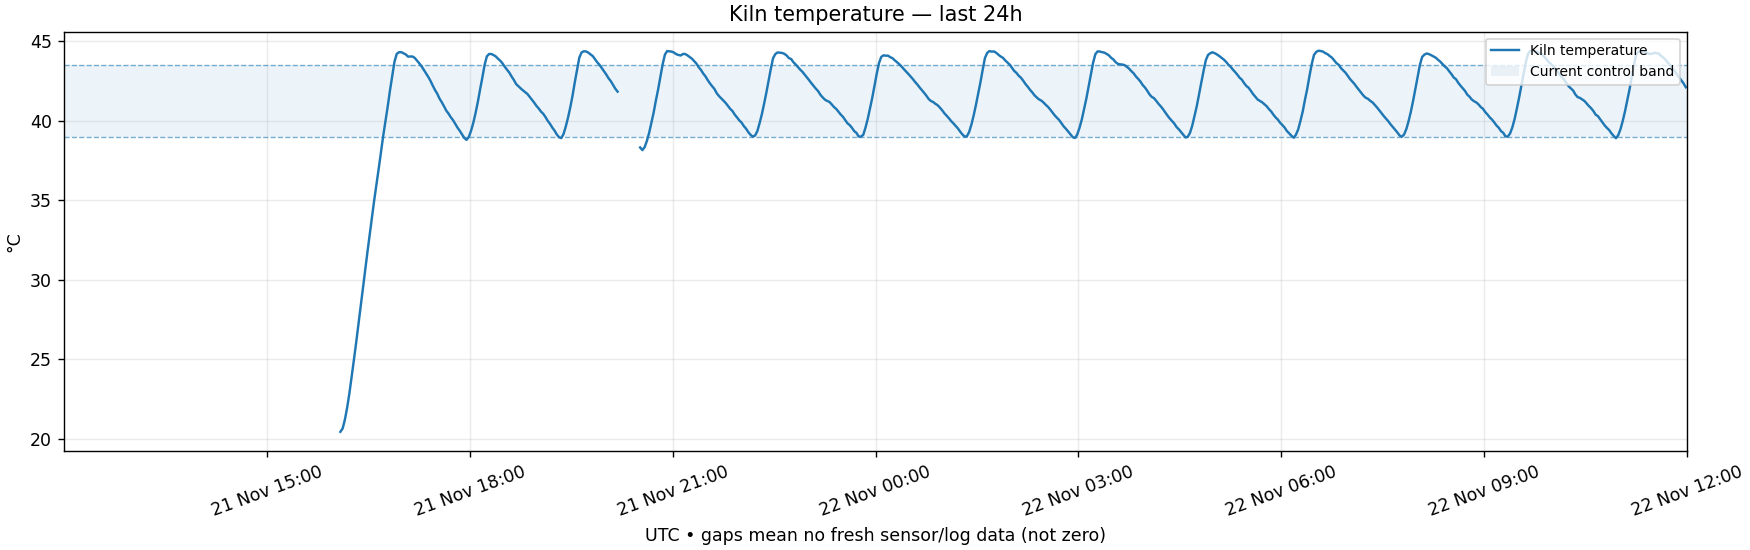 Kiln temperature — last 24h
Kiln temperature
Current control band
°C
45
40
35
30
25
20
21 Nov 15:00
21 Nov 18:00
21 Nov 21:00
22 Nov 00:00
22 Nov 03:00
22 Nov 06:00
22 Nov 09:00
22 Nov 12:00
UTC • gaps mean no fresh sensor/log data (not zero)